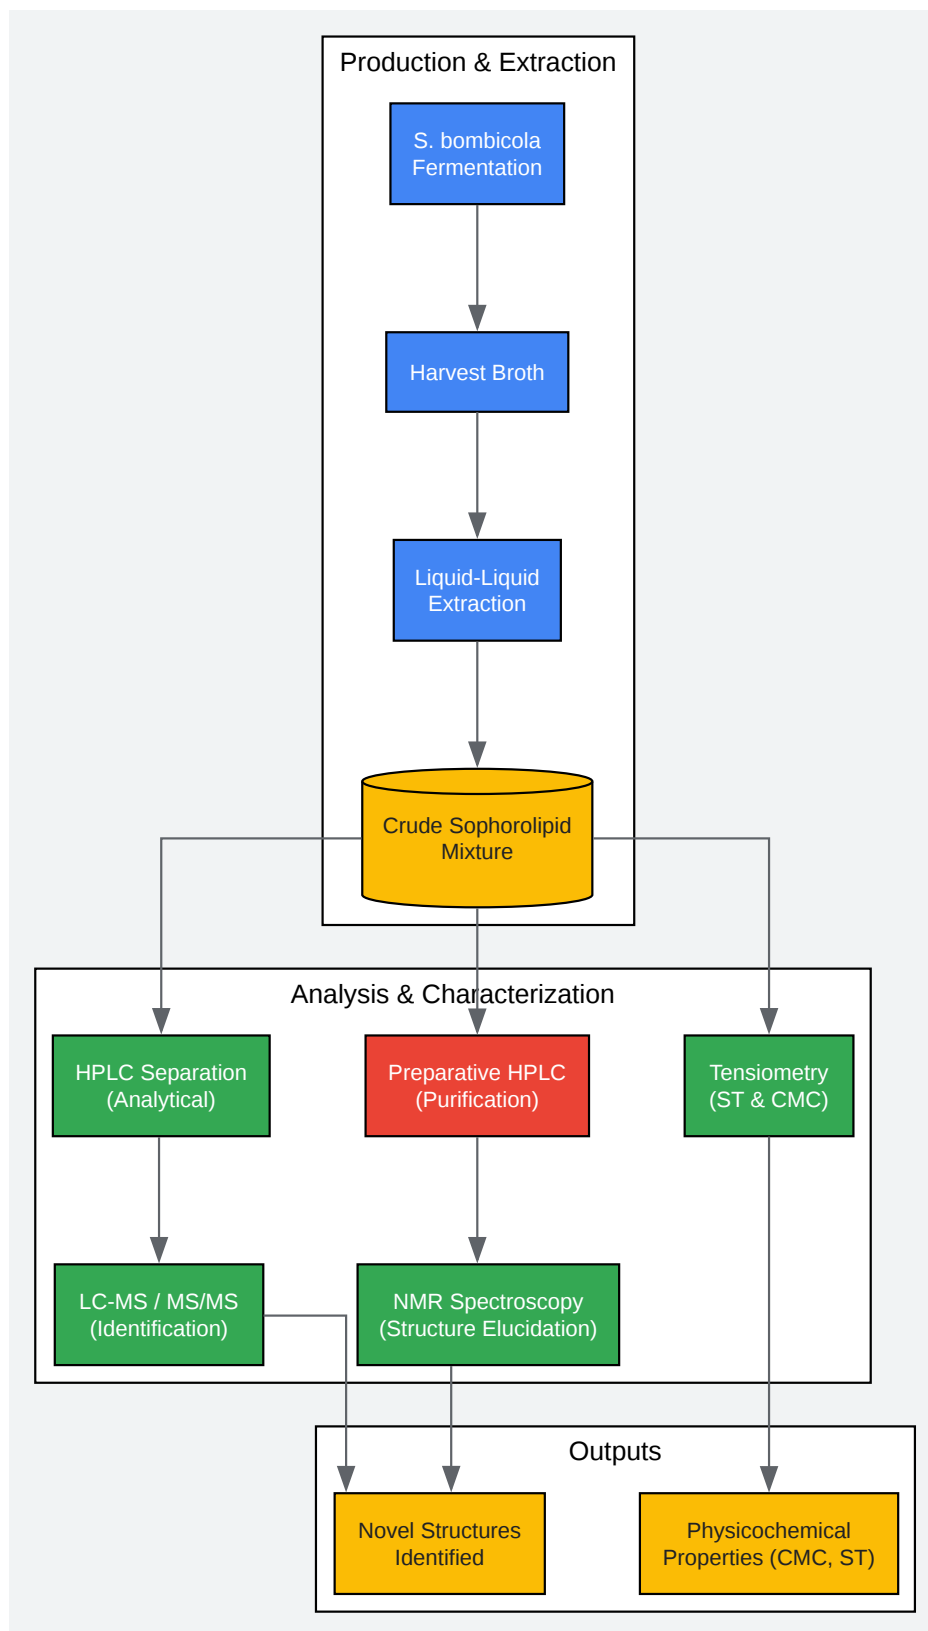 Production & Extraction
S. bombicola
Fermentation
Harvest Broth
Liquid-Liquid
Extraction
Crude Sophorolipid
Mixture
Analysis & Characterization
HPLC Separation
(Analytical)
Preparative HPLC
(Purification)
Tensiometry
(ST & CMC)
LC-MS / MS/MS
(Identification)
NMR Spectroscopy
(Structure Elucidation)
Outputs
Novel Structures
Identified
Physicochemical
Properties (CMC, ST)